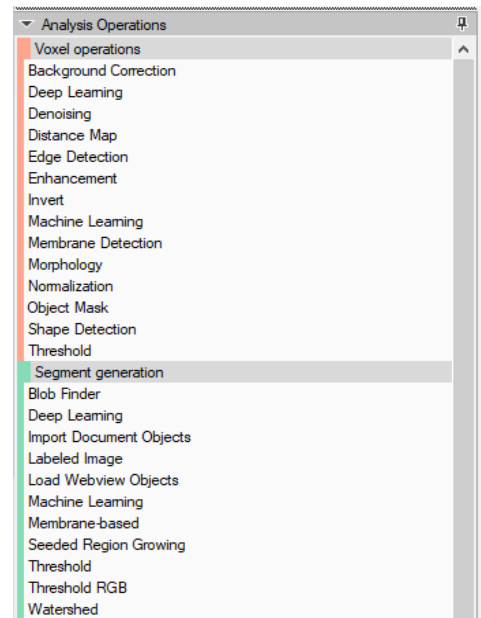 Analysis Operations
Voxel operations
Background Correction
Deep Learning
Denoising
Distance Map
Edge Detection
Enhancement
Invert
Machine Learning
Membrane Detection
Morphology
Normalization
Object Mask
Shape Detection
Threshold
Segment generation
Blob Finder
Deep Learning
Import Document Objects
Labeled Image
Load Webview Objects
Machine Learning
Membrane-based
Seeded Region Growing
Threshold
Threshold RGB
Watershed